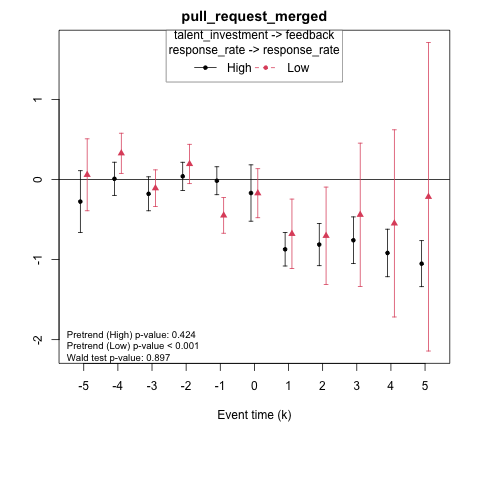 pull_request_merged
talent_investment -> feedback
response_rate -> response_rate
High Low
1
0
-1
-2
Pretrend (High) p-value: 0.424
Pretrend (Low) p-value < 0.001
Wald test p-value: 0.897
-5 -4 -3 -2 -1 0 1 2 3 4 5
Event time (k)